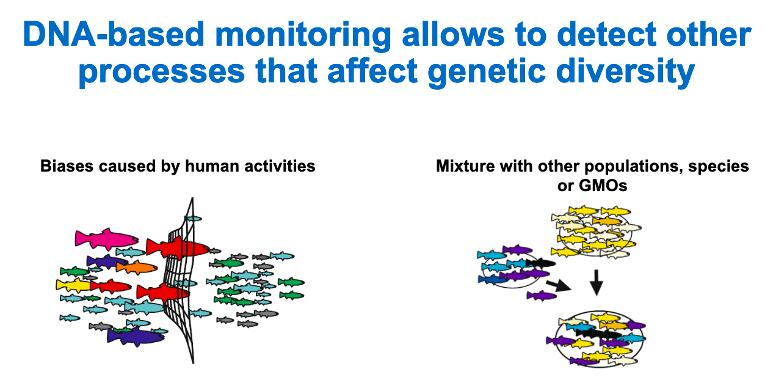 DNA-based monitoring allows to detect other
processes that affect genetic diversity
Biases caused by human activities
Mixture with other populations, species
or GMOs